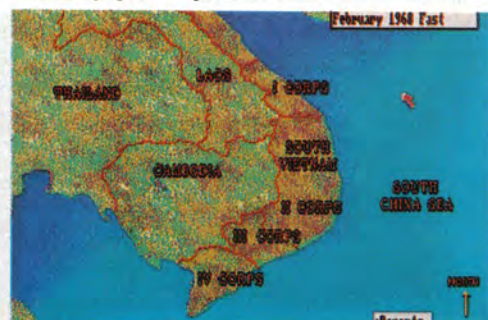 February 1968 Fast
LAOS
I CORPS
THAILAND
SOUTH
VIETNAM
CAMBODIA
SOUTH
CHINA SEA
II CORPS
III CORPS
IV CORPS
NORTH